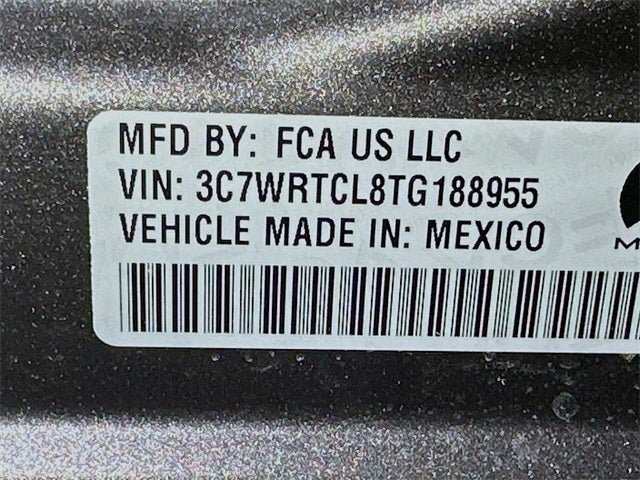 MFD BY: FCA US LLC
VIN: 3C7WRTCL8TG188955
VEHICLE MADE IN: MEXICO